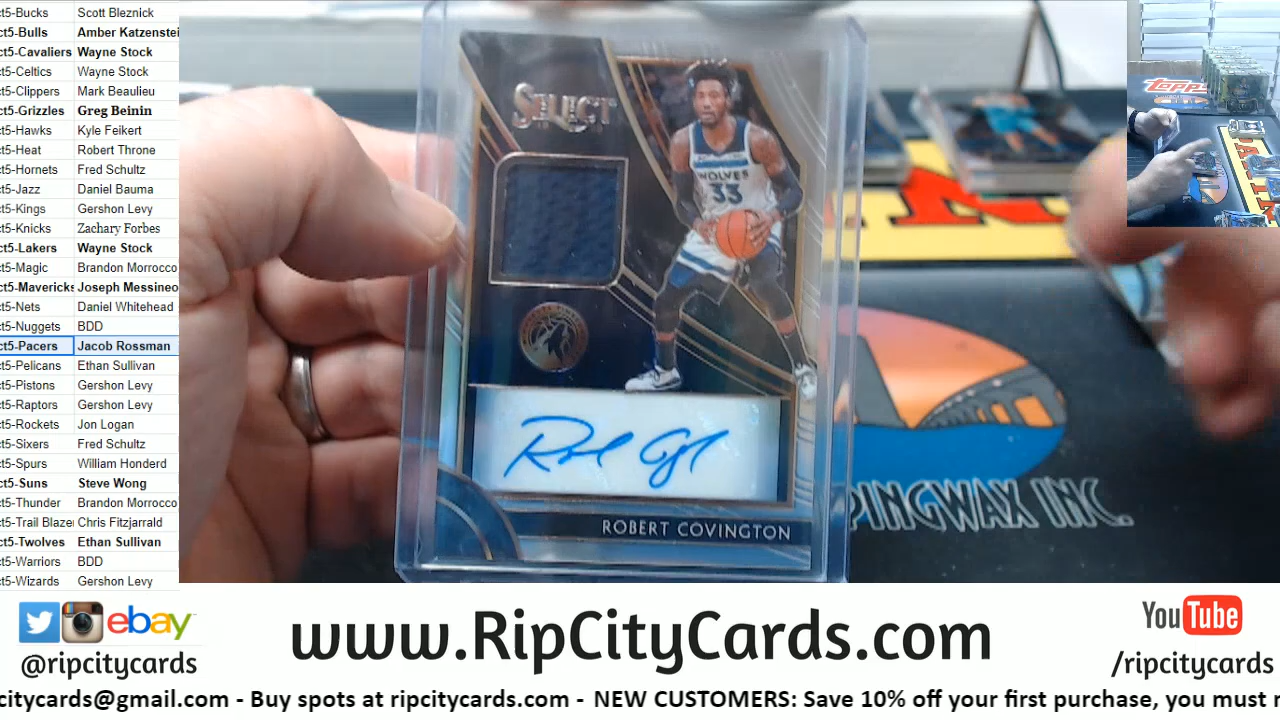 ct5-Bucks Scott Bleznick
ct5-Bulls Amber Katzenstei
ct5-Cavaliers Wayne Stock
ct5-Celtics Wayne Stock
ct5-Clippers Mark Beaulieu
ct5-Grizzles Greg Beinin
ct5-Hawks Kyle Feikert
ct5-Heat Robert Throne
ct5-Hornets Fred Schultz
ct5-Jazz Daniel Bauma
ct5-Kings Gershon Levy
ct5-Knicks Zachary Forbes
ct5-Lakers Wayne Stock
ct5-Magic Brandon Morrocco
ct5-Mavericks Joseph Messineo
ct5-Nets Daniel Whitehead
ct5-Nuggets BDD
ct5-Pacers Jacob Rossman
ct5-Pelicans Ethan Sullivan
ct5-Pistons Gershon Levy
ct5-Raptors Gershon Levy
ct5-Rockets Jon Logan
ct5-Sixers Fred Schultz
ct5-Spurs William Honderd
ct5-Suns Steve Wong
ct5-Thunder Brandon Morrocco
ct5-Trail Blaze Chris Fitzjarrald
ct5-Twolves Ethan Sullivan
ct5-Warriors BDD
ct5-Wizards Gershon Levy
SELECT
WOLVES
33
ROBERT COVINGTON
PINGWAX INC.
Topps
ebay
@ripcitycards
www.RipCityCards.com
YouTube
/ripcitycards
citycards@gmail.com - Buy spots at ripcitycards.com - NEW CUSTOMERS: Save 10% off your first purchase, you must